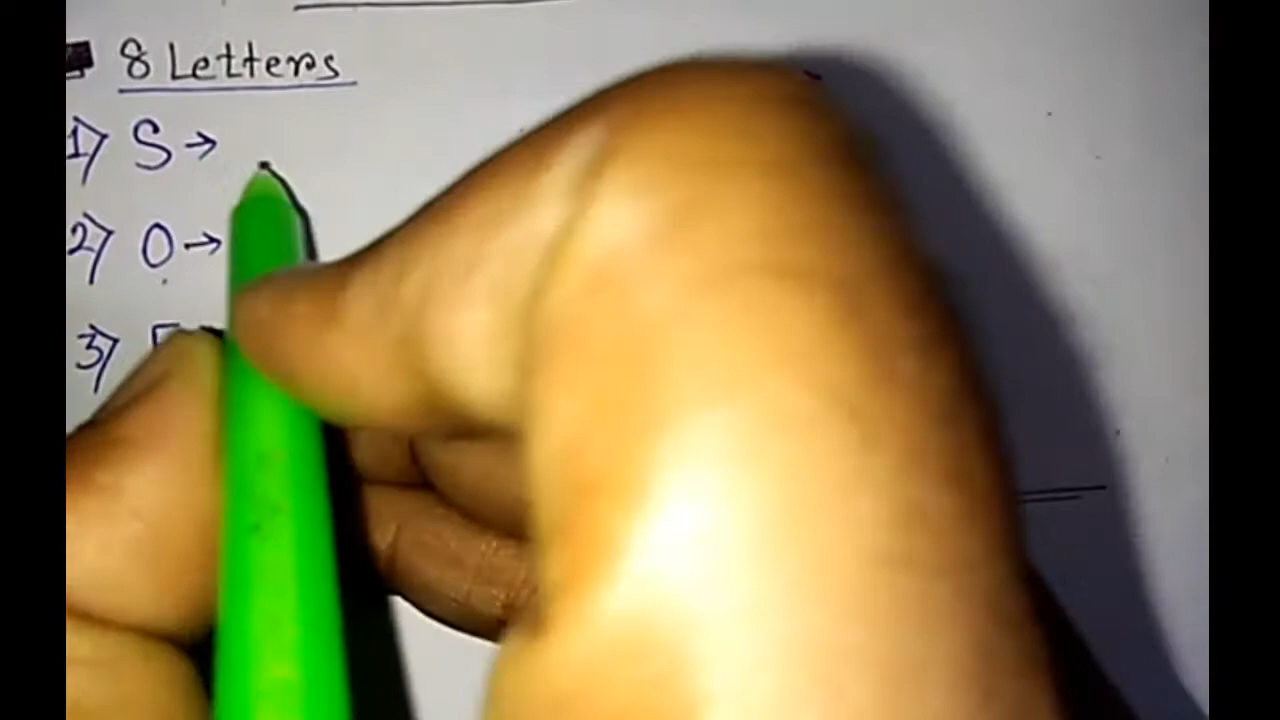 8 Letters
1) S →
2) O →
3)